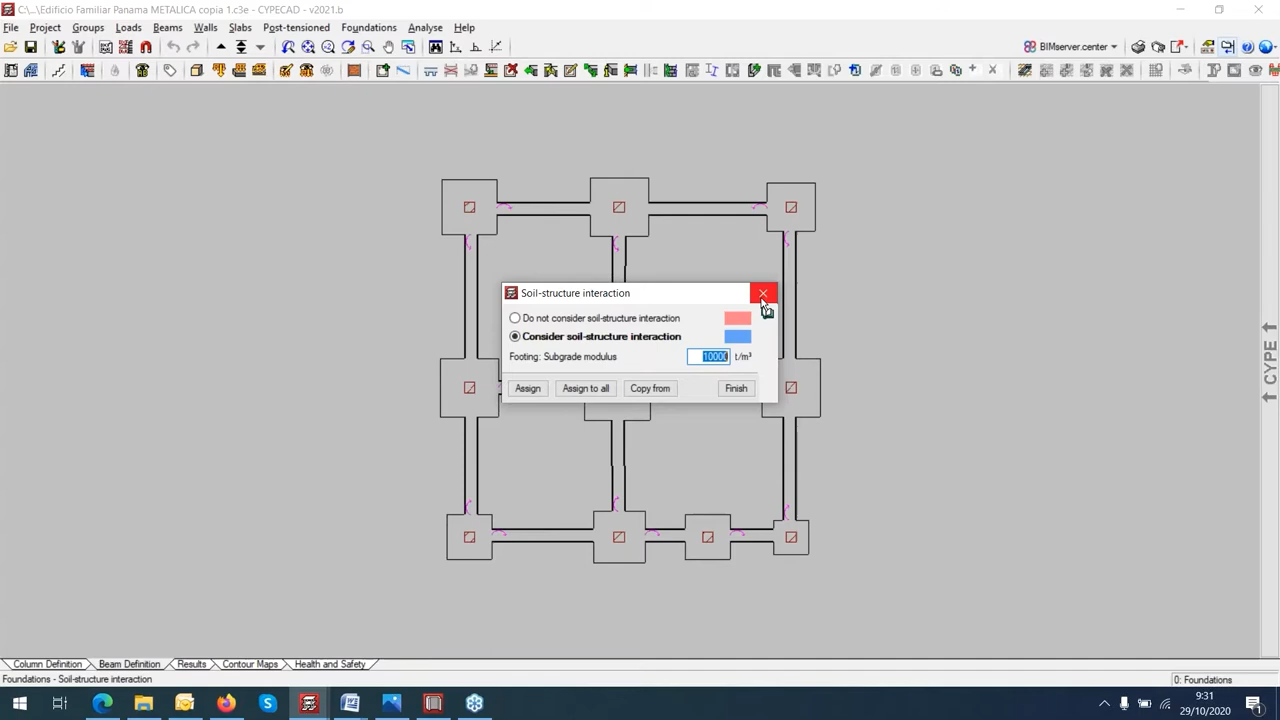 C:\...\Edificio Familiar Panama METALICA copia 1.c3e - CYPECAD - v2021.b
File Project Groups Loads Beams Walls Slabs Post-tensioned Foundations Analyse Help
BIMserver.center
Soil-structure interaction
Do not consider soil-structure interaction
Consider soil-structure interaction
Footing: Subgrade modulus 10000 t/m³
Assign Assign to all Copy from Finish
CYPE
Column Definition Beam Definition Results Contour Maps Health and Safety
Foundations - Soil-structure interaction 0: Foundations
9:31
29/10/2020